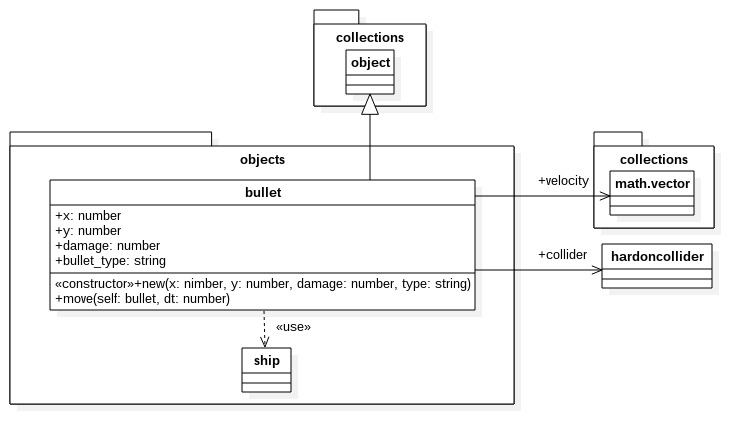 collections
object
objects
collections
bullet
+velocity
math.vector
+x: number
+y: number
+damage: number
+bullet_type: string
+collider
hardoncollider
«constructor»+new(x: nimber, y: number, damage: number, type: string)
+move(self: bullet, dt: number)
«use»
ship